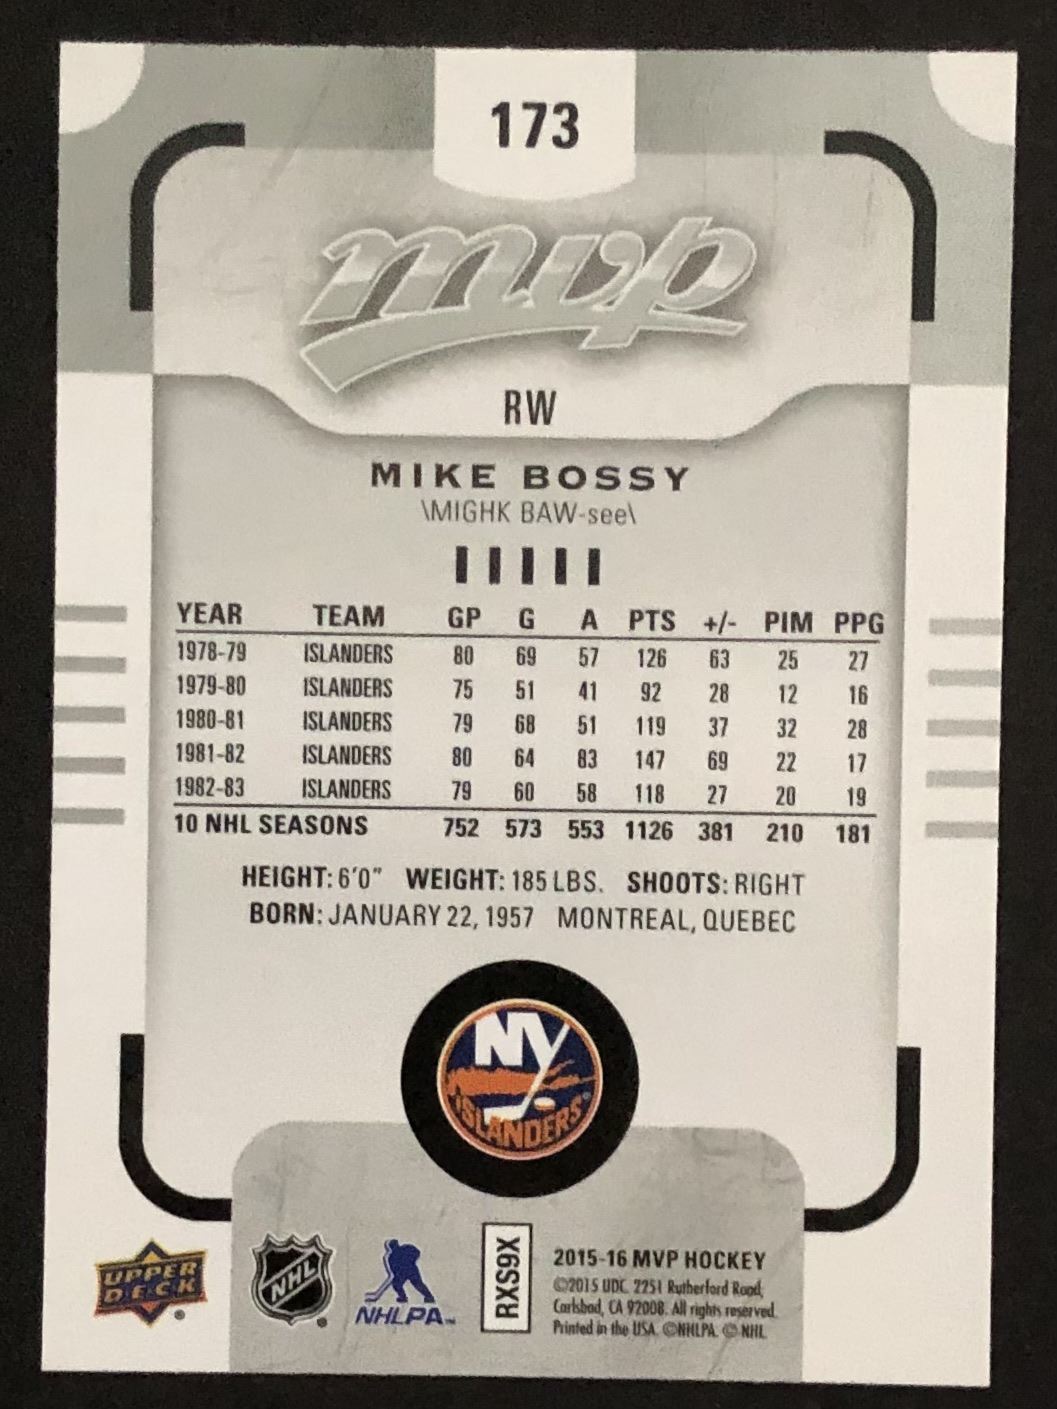 173
mvp
RW
MIKE BOSSY
\MIGHK BAW-see\
YEAR TEAM GP G A PTS +/- PIM PPG
1978-79 ISLANDERS 80 69 57 126 63 25 27
1979-80 ISLANDERS 75 51 41 92 28 12 16
1980-81 ISLANDERS 79 68 51 119 37 32 28
1981-82 ISLANDERS 80 64 83 147 69 22 17
1982-83 ISLANDERS 79 60 58 118 27 20 19
10 NHL SEASONS 752 573 553 1126 381 210 181
HEIGHT: 6'0" WEIGHT: 185 LBS. SHOOTS: RIGHT
BORN: JANUARY 22, 1957 MONTREAL, QUEBEC
NY
ISLANDERS
UPPER
DECK
NHL
NHLPA
RXS9X
2015-16 MVP HOCKEY
©2015 UDC. 2251 Rutherford Road,
Carlsbad, CA 92008. All rights reserved.
Printed in the USA. ©NHLPA. © NHL